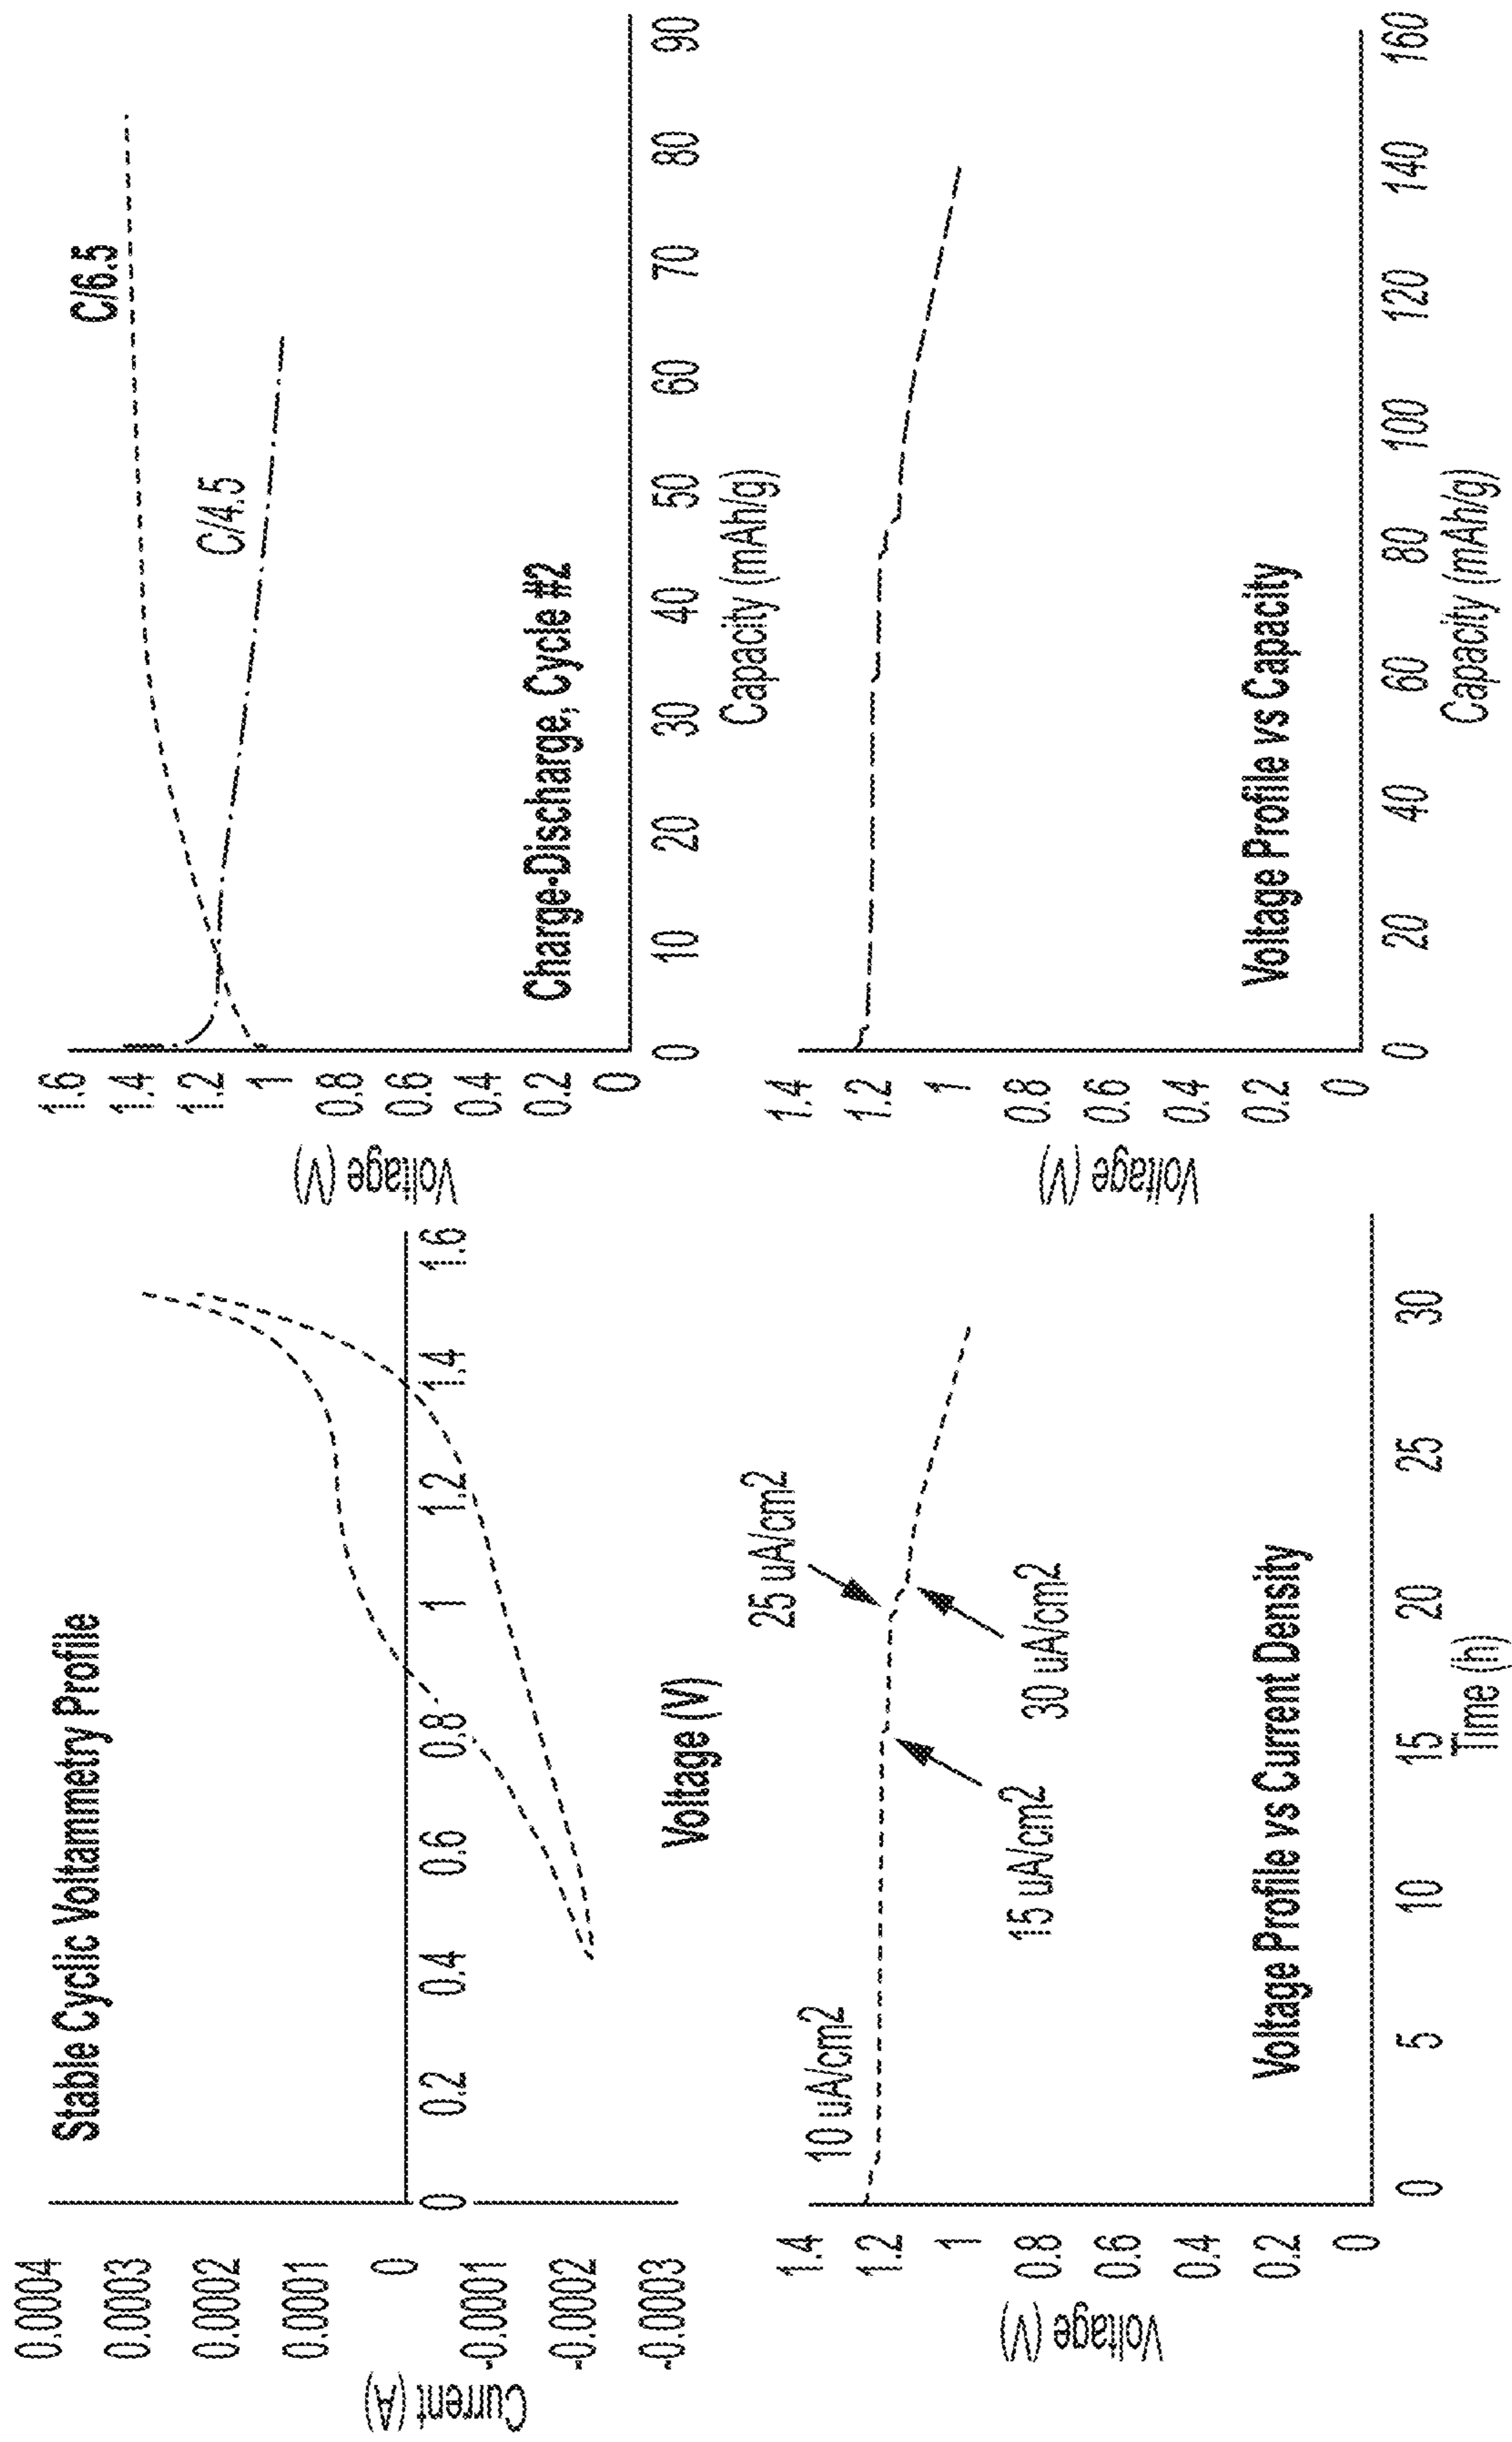 Stable Cyclic Voltammetry Profile
0.0004
0.0003
0.0002
0.0001
0
-0.0001
-0.0002
-0.0003
Current (A)
0 0.2 0.4 0.6 0.8 1 1.2 1.4 1.6
Voltage (V)
1.6
1.4
1.2
1
0.8
0.6
0.4
0.2
0
Voltage (V)
C/6.5
C/4.5
Charge•Discharge, Cycle #2
0 10 20 30 40 50 60 70 80 90
Capacity (mAh/g)
1.4
1.2
1
0.8
0.6
0.4
0.2
0
Voltage (V)
10 uA/cm2
25 uA/cm2
15 uA/cm2
30 uA/cm2
Voltage Profile vs Current Density
0 5 10 15 20 25 30
Time (h)
1.4
1.2
1
0.8
0.6
0.4
0.2
0
Voltage (V)
Voltage Profile vs Capacity
0 20 40 60 80 100 120 140 160
Capacity (mAh/g)